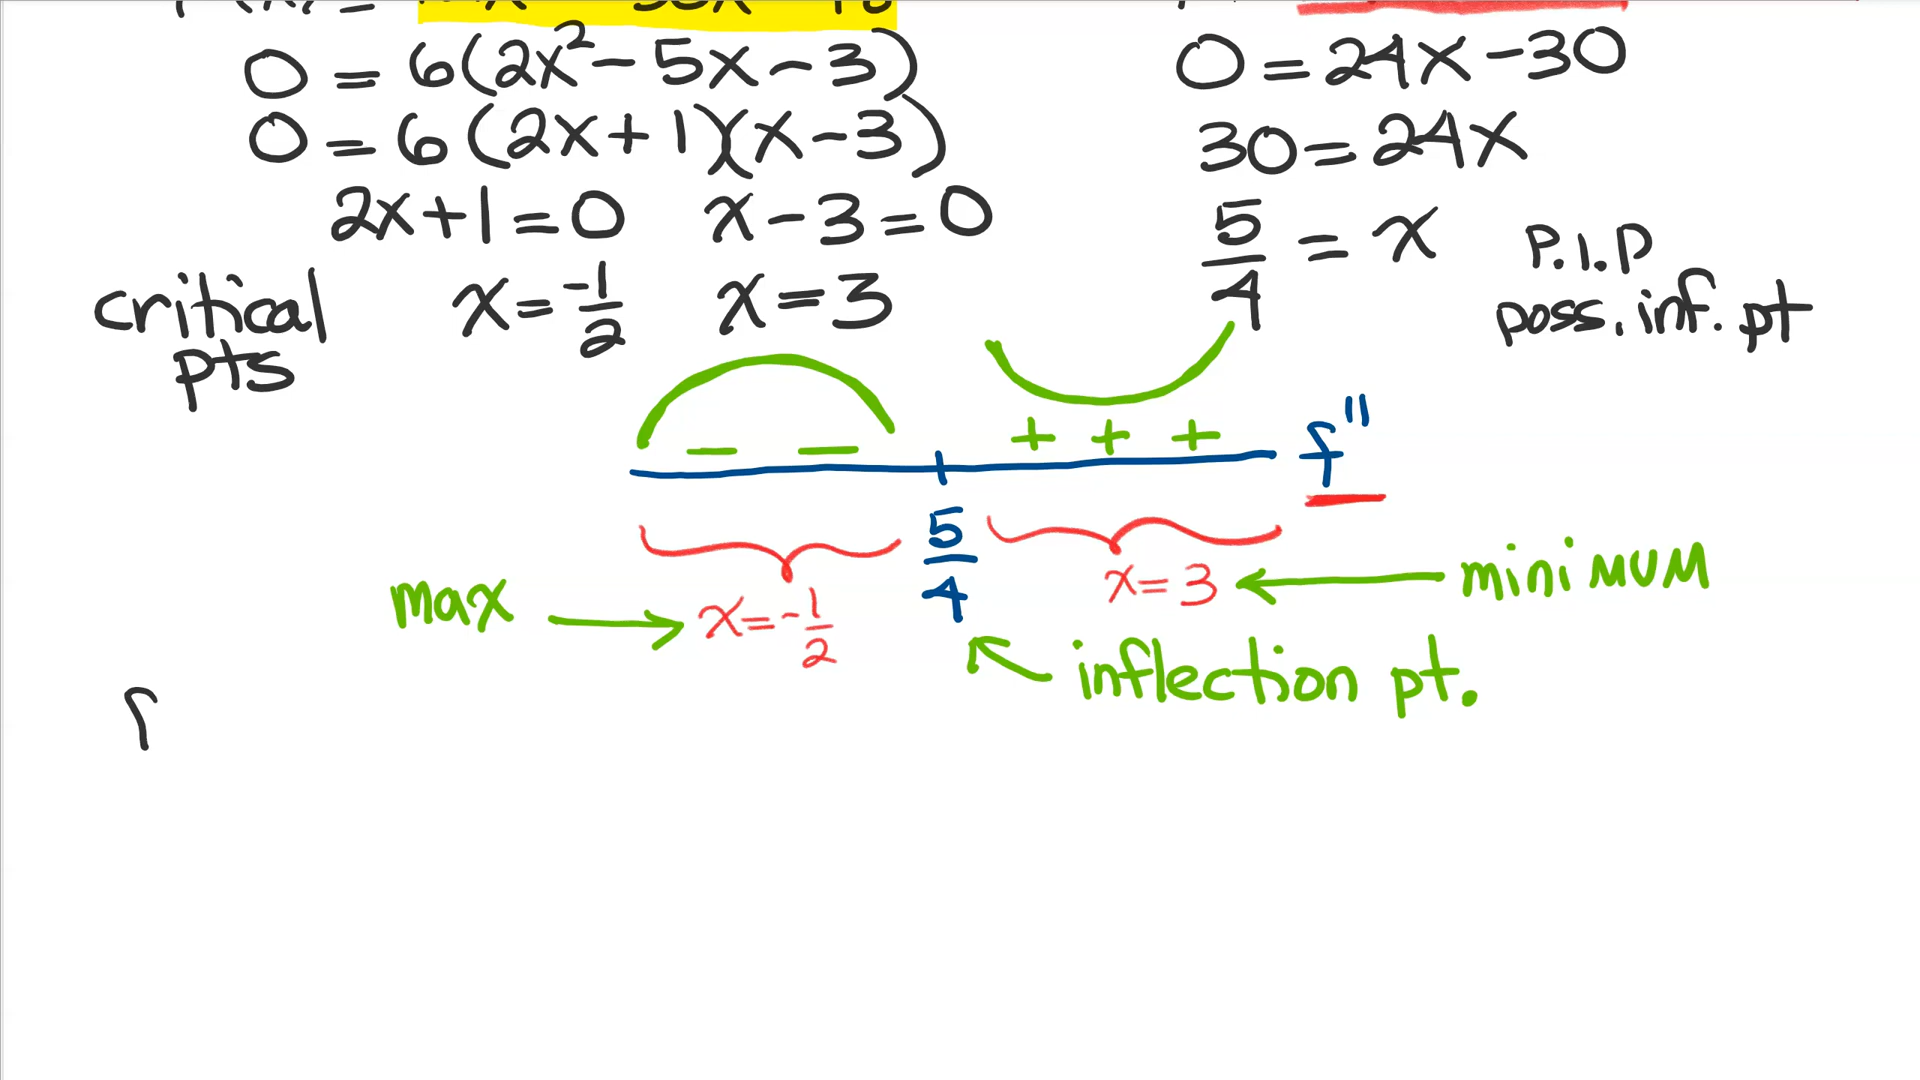 0 = 6(2x² - 5x - 3)
0 = 6(2x + 1)(x - 3)
2x + 1 = 0 x - 3 = 0
critical pts
x = -1/2 x = 3
0 = 24x - 30
30 = 24x
5/4 = x
P.I.P
poss. inf. pt
— — + + + f''
5/4
max → x = -1/2
x = 3 ← minimum
inflection pt.